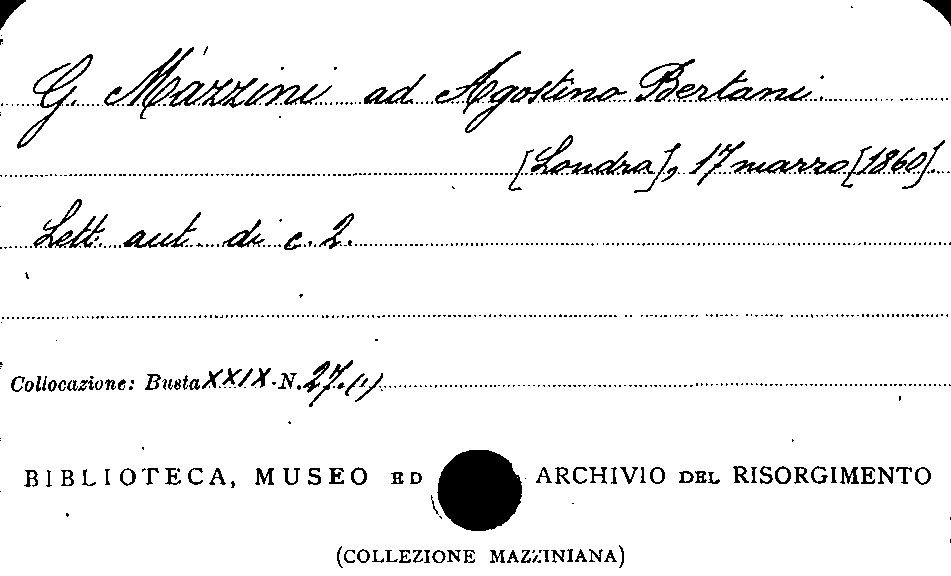 G. Mazzini ad Agostino Bertani.
[Londra], 17 marzo [1860].
Lett. aut. di c. 2.
Collocazione: Busta XXIX - N. 27. (1)
BIBLIOTECA, MUSEO ED ARCHIVIO DEL RISORGIMENTO
(COLLEZIONE MAZZINIANA)